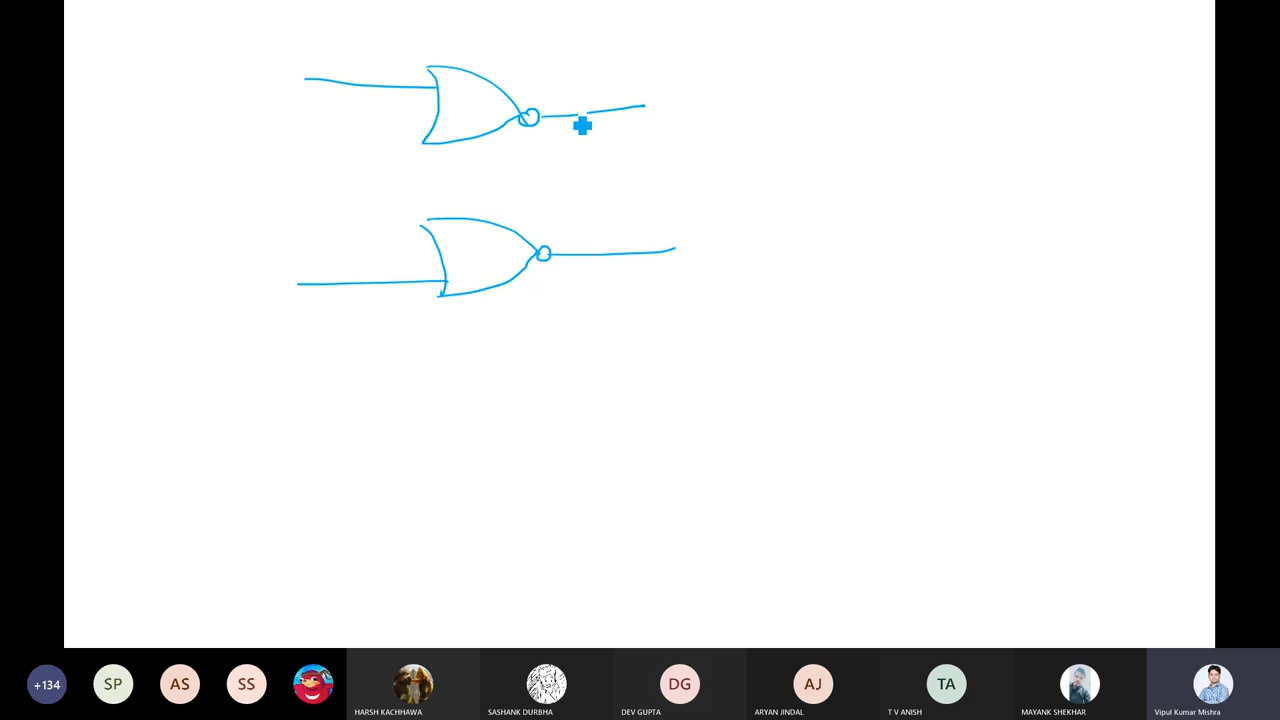 +134
SP
AS
SS
HARSH KACHHAWA
SASHANK DURBHA
DG
DEV GUPTA
AJ
ARYAN JINDAL
TA
T V ANISH
MAYANK SHEKHAR
Vipul Kumar Mishra